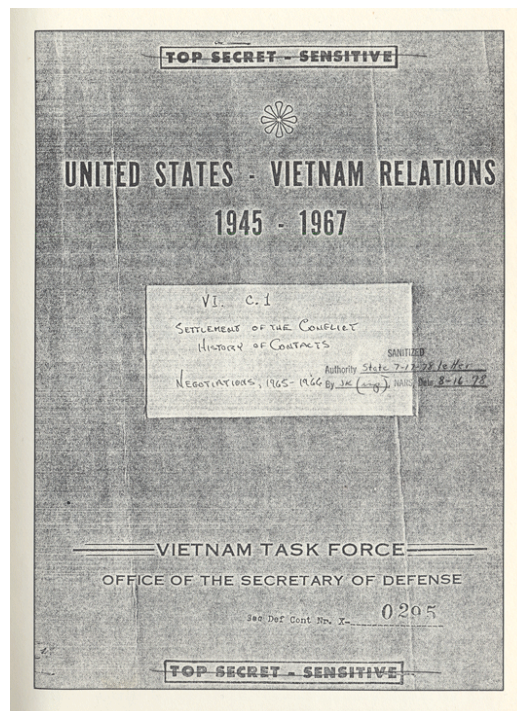 TOP SECRET - SENSITIVE
UNITED STATES - VIETNAM RELATIONS
1945 - 1967
VI. C.1
SETTLEMENT OF THE CONFLICT
HISTORY OF CONTACTS
NEGOTIATIONS, 1965-1966
SANITIZED
Authority State 7-17-78 letter
By JK NARS, Date 8-16 78
VIETNAM TASK FORCE
OFFICE OF THE SECRETARY OF DEFENSE
Sec Def Cont Nr. X- 0295
TOP SECRET - SENSITIVE